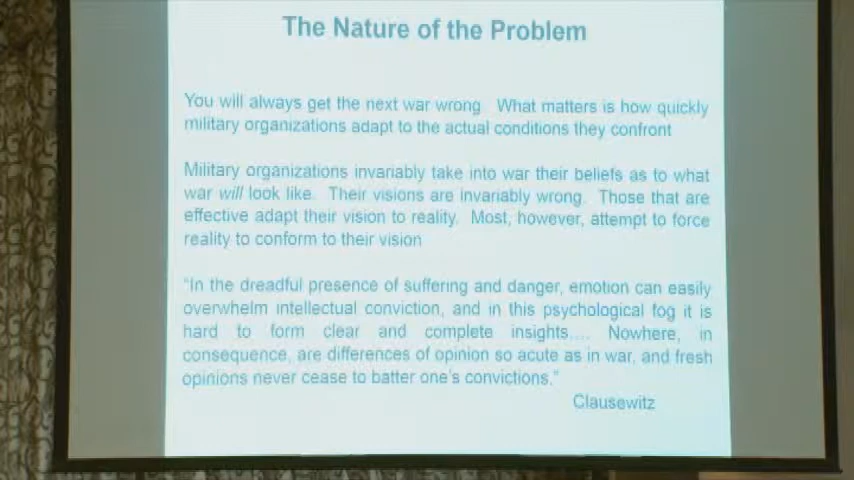 The Nature of the Problem
You will always get the next war wrong. What matters is how quickly
military organizations adapt to the actual conditions they confront
Military organizations invariably take into war their beliefs as to what
war will look like. Their visions are invariably wrong. Those that are
effective adapt their vision to reality. Most, however, attempt to force
reality to conform to their vision
“In the dreadful presence of suffering and danger, emotion can easily
overwhelm intellectual conviction, and in this psychological fog it is
hard to form clear and complete insights.... Nowhere, in
consequence, are differences of opinion so acute as in war, and fresh
opinions never cease to batter one's convictions.”
Clausewitz